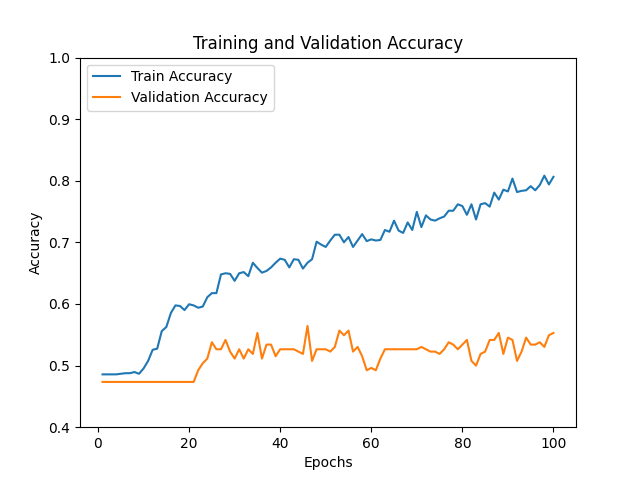 Training and Validation Accuracy
1.0
Train Accuracy
Validation Accuracy
0.9
0.8
0.7
Accuracy
0.6
0.5
0.4
0 20 40 60 80 100
Epochs